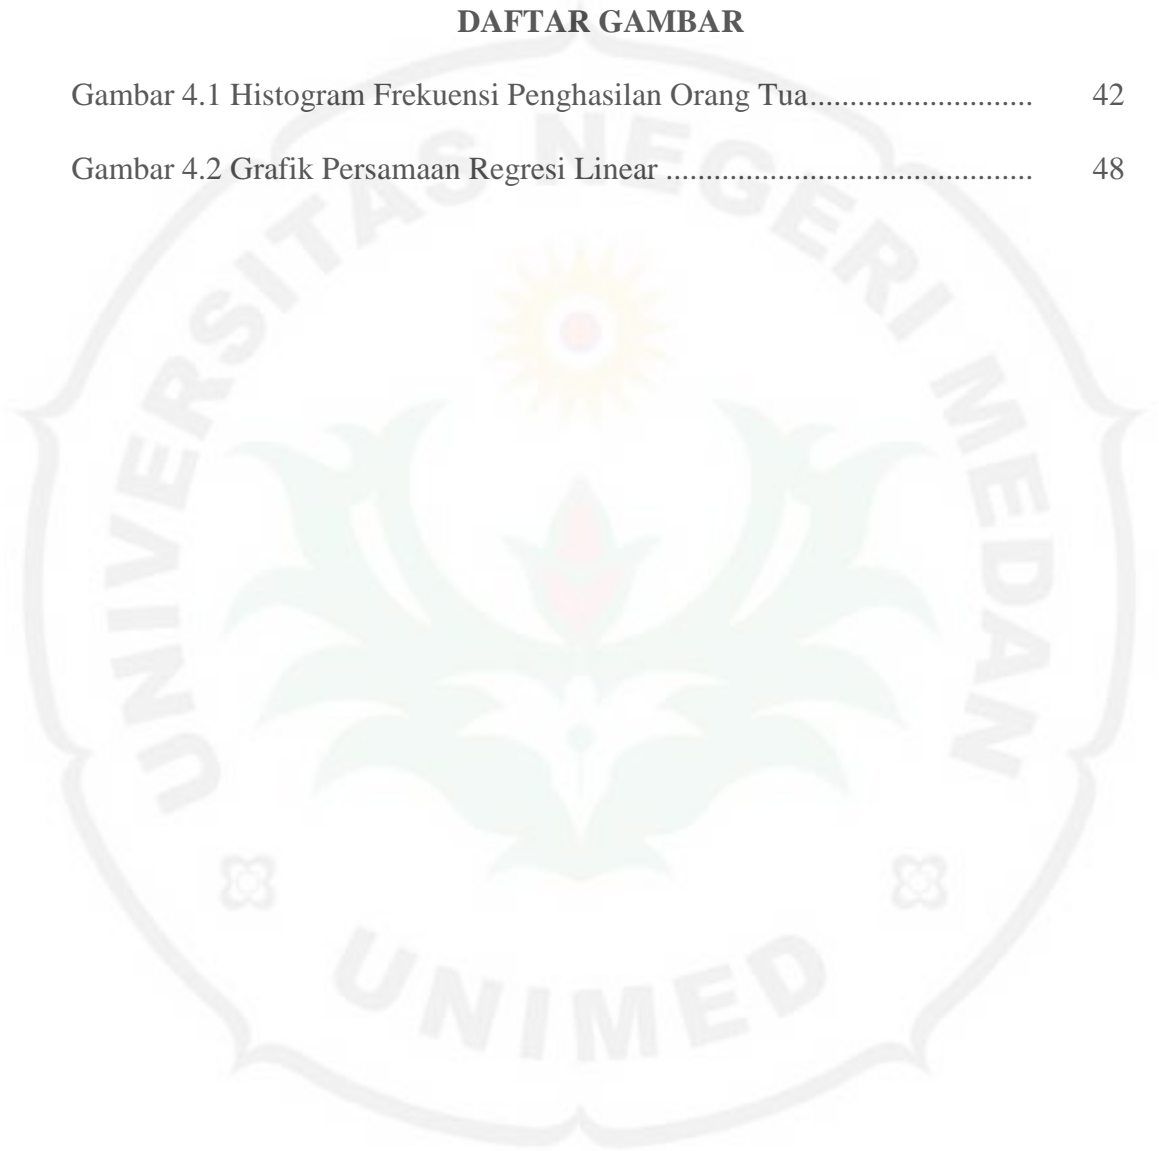 DAFTAR GAMBAR
Gambar 4.1 Histogram Frekuensi Penghasilan Orang Tua............................ 42
Gambar 4.2 Grafik Persamaan Regresi Linear .............................................. 48
UNIVERSITAS NEGERI MEDAN
UNIMED